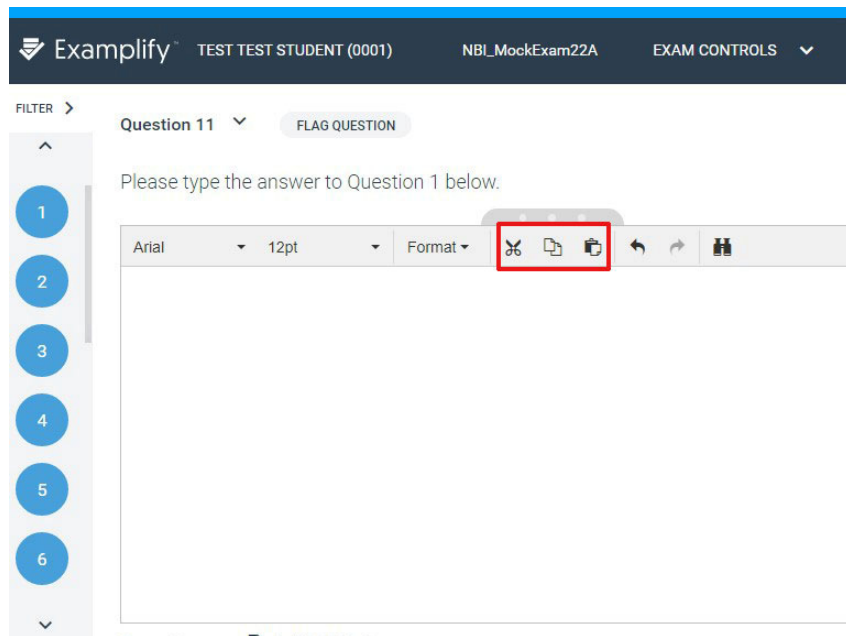 Examplify™ TEST TEST STUDENT (0001) NBI_MockExam22A EXAM CONTROLS
FILTER
Question 11 FLAG QUESTION
Please type the answer to Question 1 below.
Arial 12pt Format
1
2
3
4
5
6